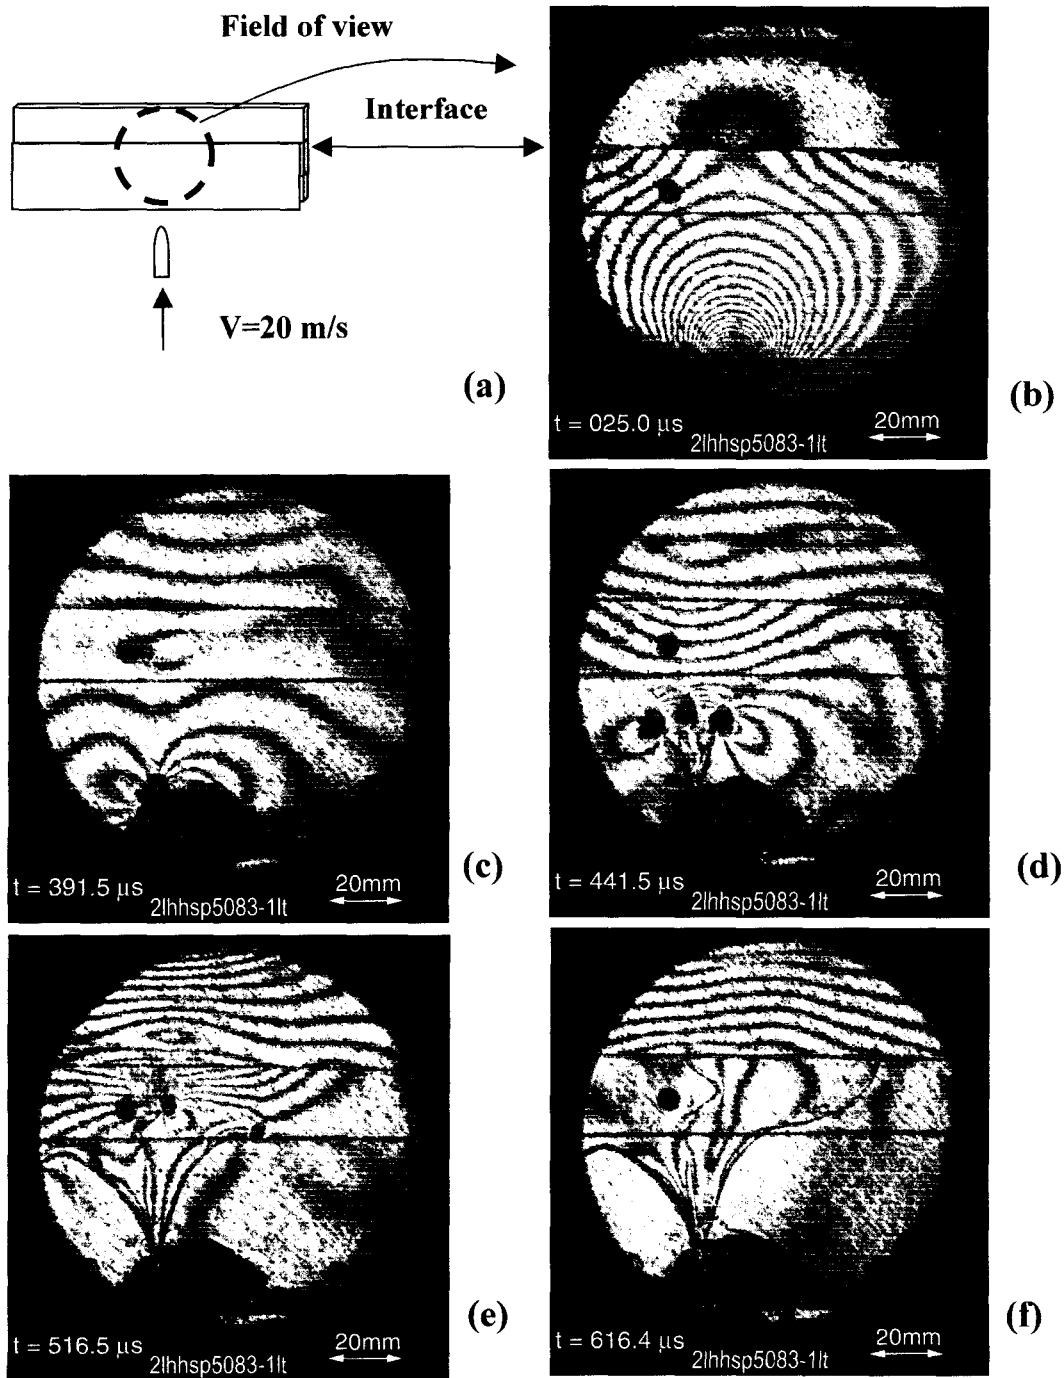 Field of view
Interface
V=20 m/s
(a)
t = 025.0 µs
20mm
2lhhsp5083-1lt
(b)
t = 391.5 µs
20mm
2lhhsp5083-1lt
(c)
t = 441.5 µs
20mm
2lhhsp5083-1lt
(d)
t = 516.5 µs
20mm
2lhhsp5083-1lt
(e)
t = 616.4 µs
20mm
2lhhsp5083-1lt
(f)